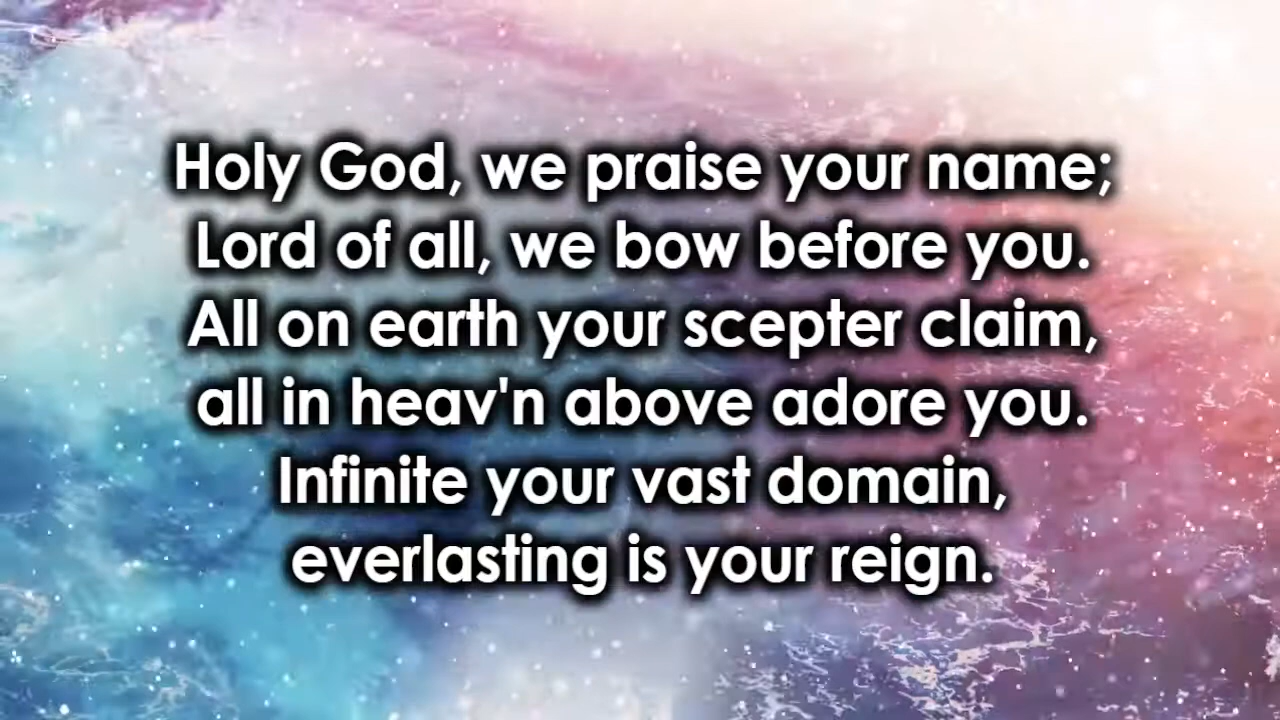 Holy God, we praise your name;
Lord of all, we bow before you.
All on earth your scepter claim,
all in heav'n above adore you.
Infinite your vast domain,
everlasting is your reign.